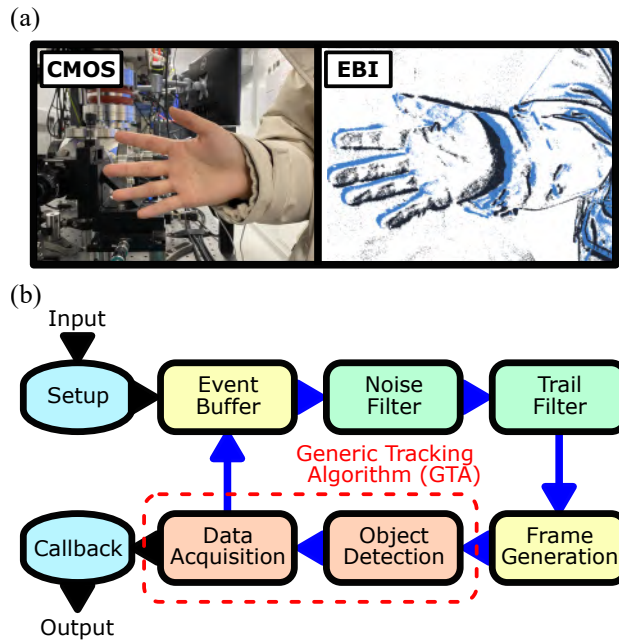 (a)
CMOS
EBI
(b)
Input
Setup
Event
Buffer
Noise
Filter
Trail
Filter
Generic Tracking
Algorithm (GTA)
Callback
Data
Acquisition
Object
Detection
Frame
Generation
Output